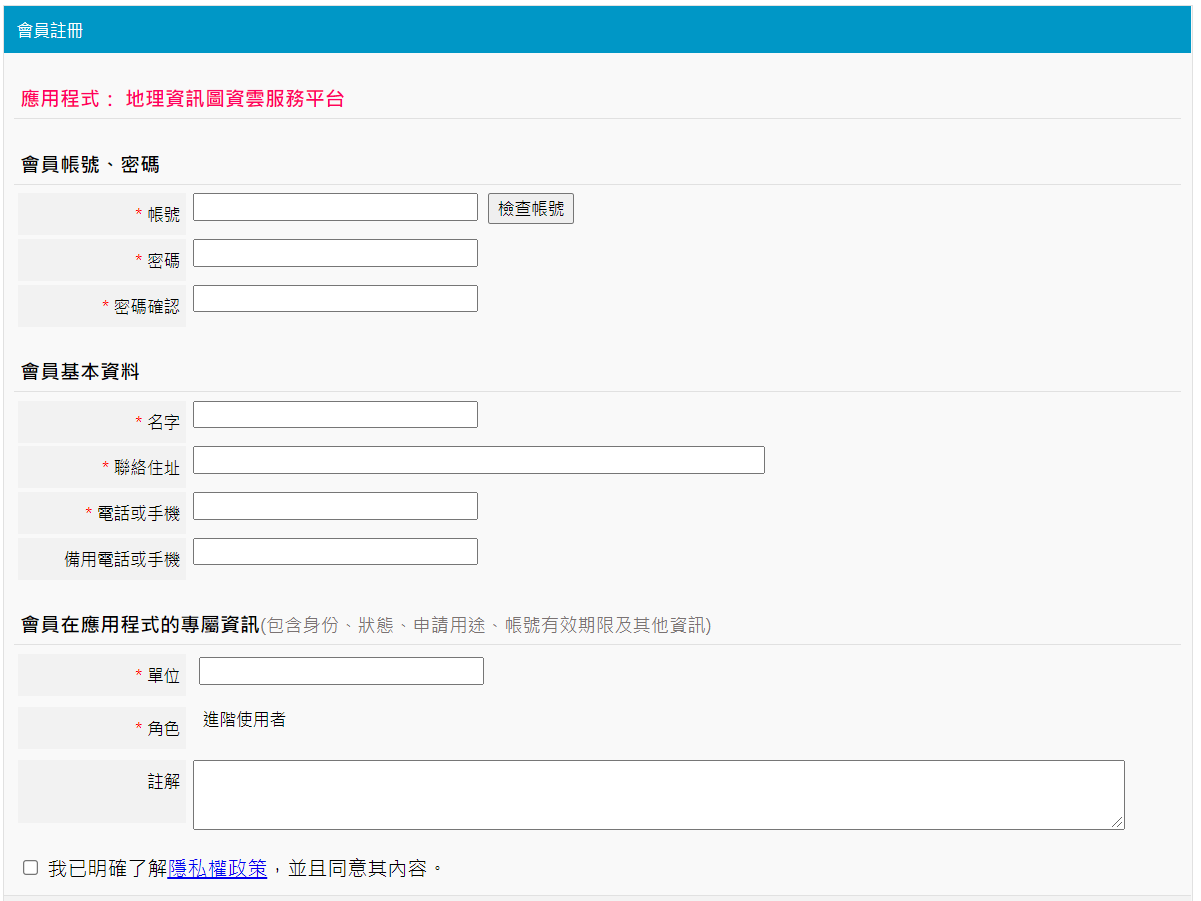 會員註冊
應用程式： 地理資訊圖資雲服務平台
會員帳號、密碼
* 帳號 檢查帳號
* 密碼
* 密碼確認
會員基本資料
* 名字
* 聯絡住址
* 電話或手機
備用電話或手機
會員在應用程式的專屬資訊(包含身份、狀態、申請用途、帳號有效期限及其他資訊)
* 單位
* 角色 進階使用者
註解
我已明確了解隱私權政策，並且同意其內容。